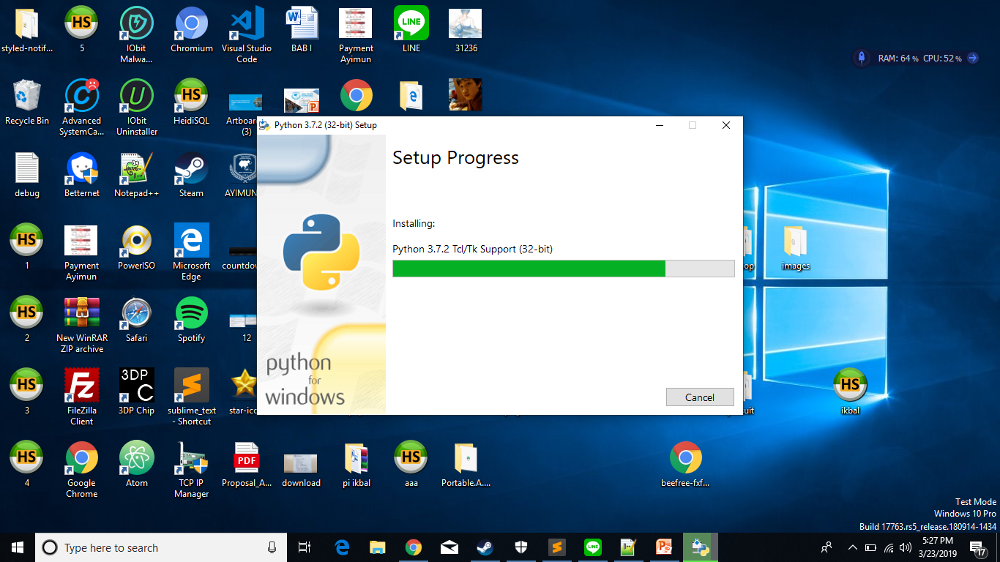 styled-notif...
5
IObit
Malwa...
Chromium
Visual Studio
Code
BAB I
Payment
Ayimun
LINE
LINE
31236
RAM: 64 % CPU: 52 %
Recycle Bin
Advanced
SystemCa...
IObit
Uninstaller
HeidiSQL
Artboar
(3)
Python 3.7.2 (32-bit) Setup
Setup Progress
Installing:
Python 3.7.2 Tcl/Tk Support (32-bit)
python
for
windows
Cancel
debug
Betternet
Notepad++
Steam
AYIMUN
1
Payment
Ayimun
PowerISO
Microsoft
Edge
countdow
op
images
2
New WinRAR
ZIP archive
Safari
Spotify
12
3
FileZilla
Client
3DP
C
3DP Chip
sublime_text
- Shortcut
star-ico
uit
HS
ikbal
4
Google
Chrome
Atom
TCP IP
Manager
PDF
Proposal_A...
download
pi ikbal
HS
aaa
Portable.A....
beefree-fxf...
Test Mode
Windows 10 Pro
Build 17763.rs5_release.180914-1434
Type here to search
5:27 PM
3/23/2019
17